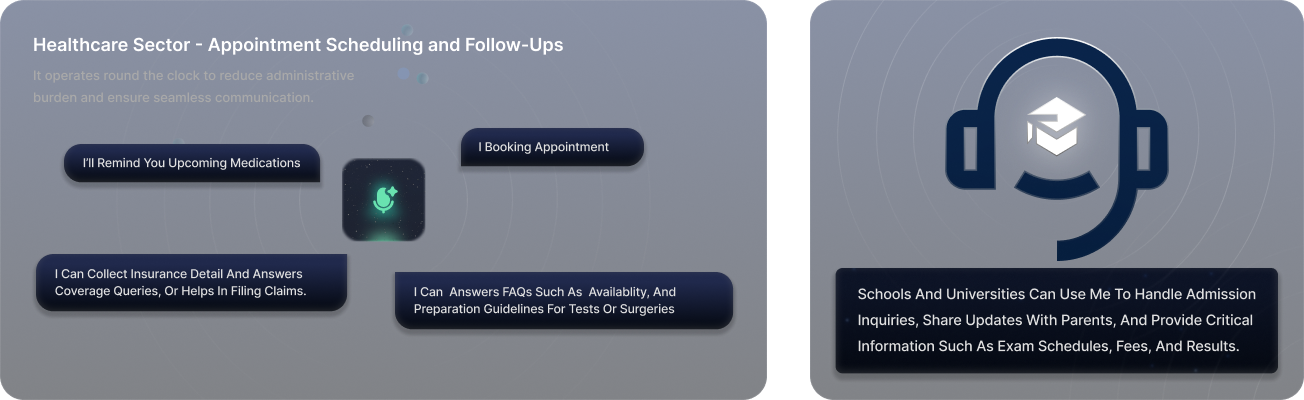 Healthcare Sector - Appointment Scheduling and Follow-Ups
It operates round the clock to reduce administrative
burden and ensure seamless communication.
I'll Remind You Upcoming Medications
I Booking Appointment
I Can Collect Insurance Detail And Answers
Coverage Queries, Or Helps In Filing Claims.
I Can  Answers FAQs Such As  Availablity, And
Preparation Guidelines For Tests Or Surgeries
Schools And Universities Can Use Me To Handle Admission
Inquiries, Share Updates With Parents, And Provide Critical
Information Such As Exam Schedules, Fees, And Results.